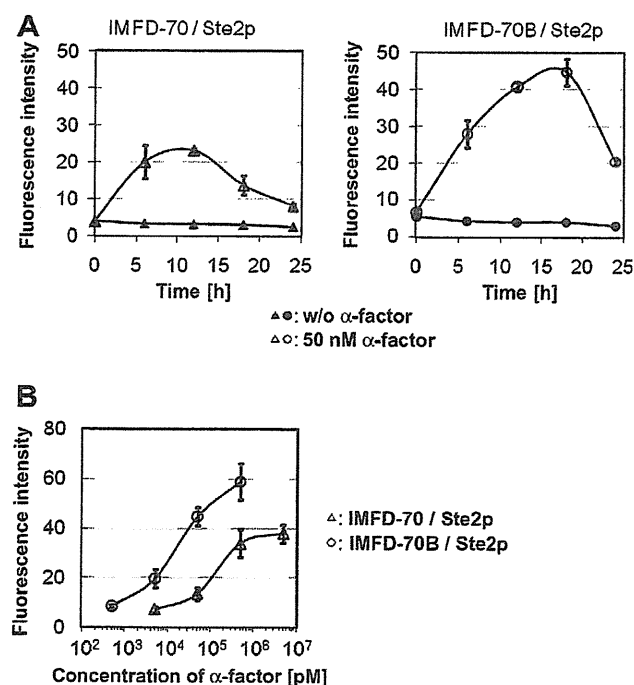 A
IMFD-70 / Ste2p
IMFD-70B / Ste2p
Fluorescence intensity
50
40
30
20
10
0
0 5 10 15 20 25
Time [h]
Fluorescence intensity
50
40
30
20
10
0
0 5 10 15 20 25
Time [h]
▲●: w/o α-factor
△○: 50 nM α-factor
B
Fluorescence intensity
80
60
40
20
0
10² 10³ 10⁴ 10⁵ 10⁶ 10⁷
Concentration of α-factor [pM]
△: IMFD-70 / Ste2p
○: IMFD-70B / Ste2p